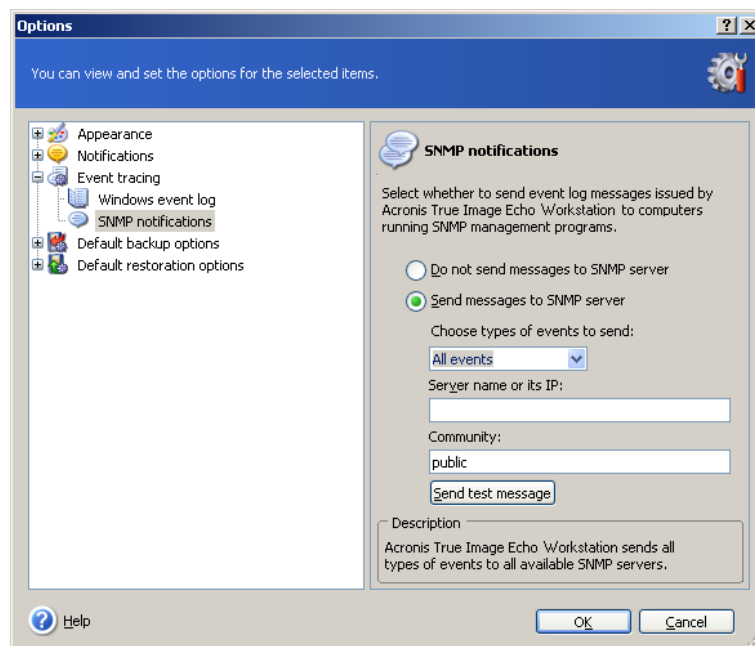 Options
You can view and set the options for the selected items.
Appearance
Notifications
Event tracing
Windows event log
SNMP notifications
Default backup options
Default restoration options
SNMP notifications
Select whether to send event log messages issued by
Acronis True Image Echo Workstation to computers
running SNMP management programs.
Do not send messages to SNMP server
Send messages to SNMP server
Choose types of events to send:
All events
Server name or its IP:
Community:
public
Send test message
Description
Acronis True Image Echo Workstation sends all
types of events to all available SNMP servers.
Help
OK
Cancel